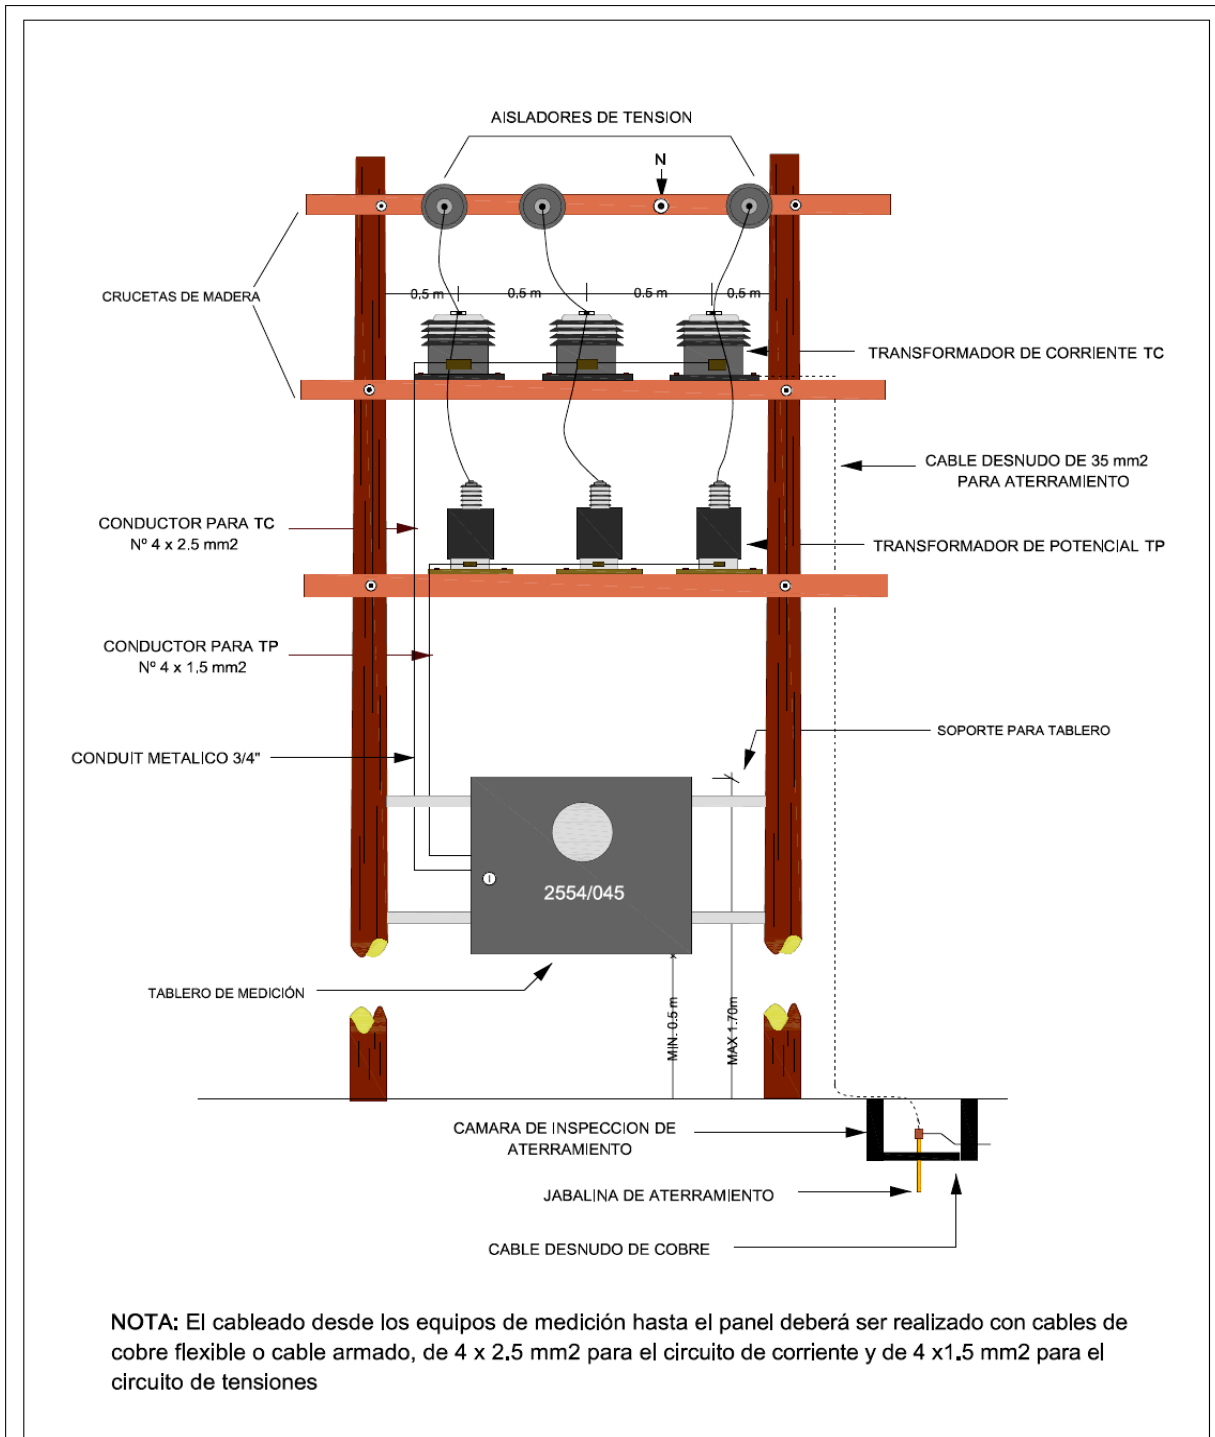 AISLADORES DE TENSION
N
CRUCETAS DE MADERA
0,5 m
0,5 m
0,5 m
0,5 m
TRANSFORMADOR DE CORRIENTE TC
CABLE DESNUDO DE 35 mm2
PARA ATERRAMIENTO
CONDUCTOR PARA TC
Nº 4 x 2.5 mm2
TRANSFORMADOR DE POTENCIAL TP
CONDUCTOR PARA TP
Nº 4 x 1.5 mm2
SOPORTE PARA TABLERO
CONDUIT METALICO 3/4"
2554/045
TABLERO DE MEDICIÓN
MIN. 0.5 m
MAX 1.70m
CAMARA DE INSPECCION DE
ATERRAMIENTO
JABALINA DE ATERRAMIENTO
CABLE DESNUDO DE COBRE
NOTA: El cableado desde los equipos de medición hasta el panel deberá ser realizado con cables de
cobre flexible o cable armado, de 4 x 2.5 mm2 para el circuito de corriente y de 4 x1.5 mm2 para el
circuito de tensiones